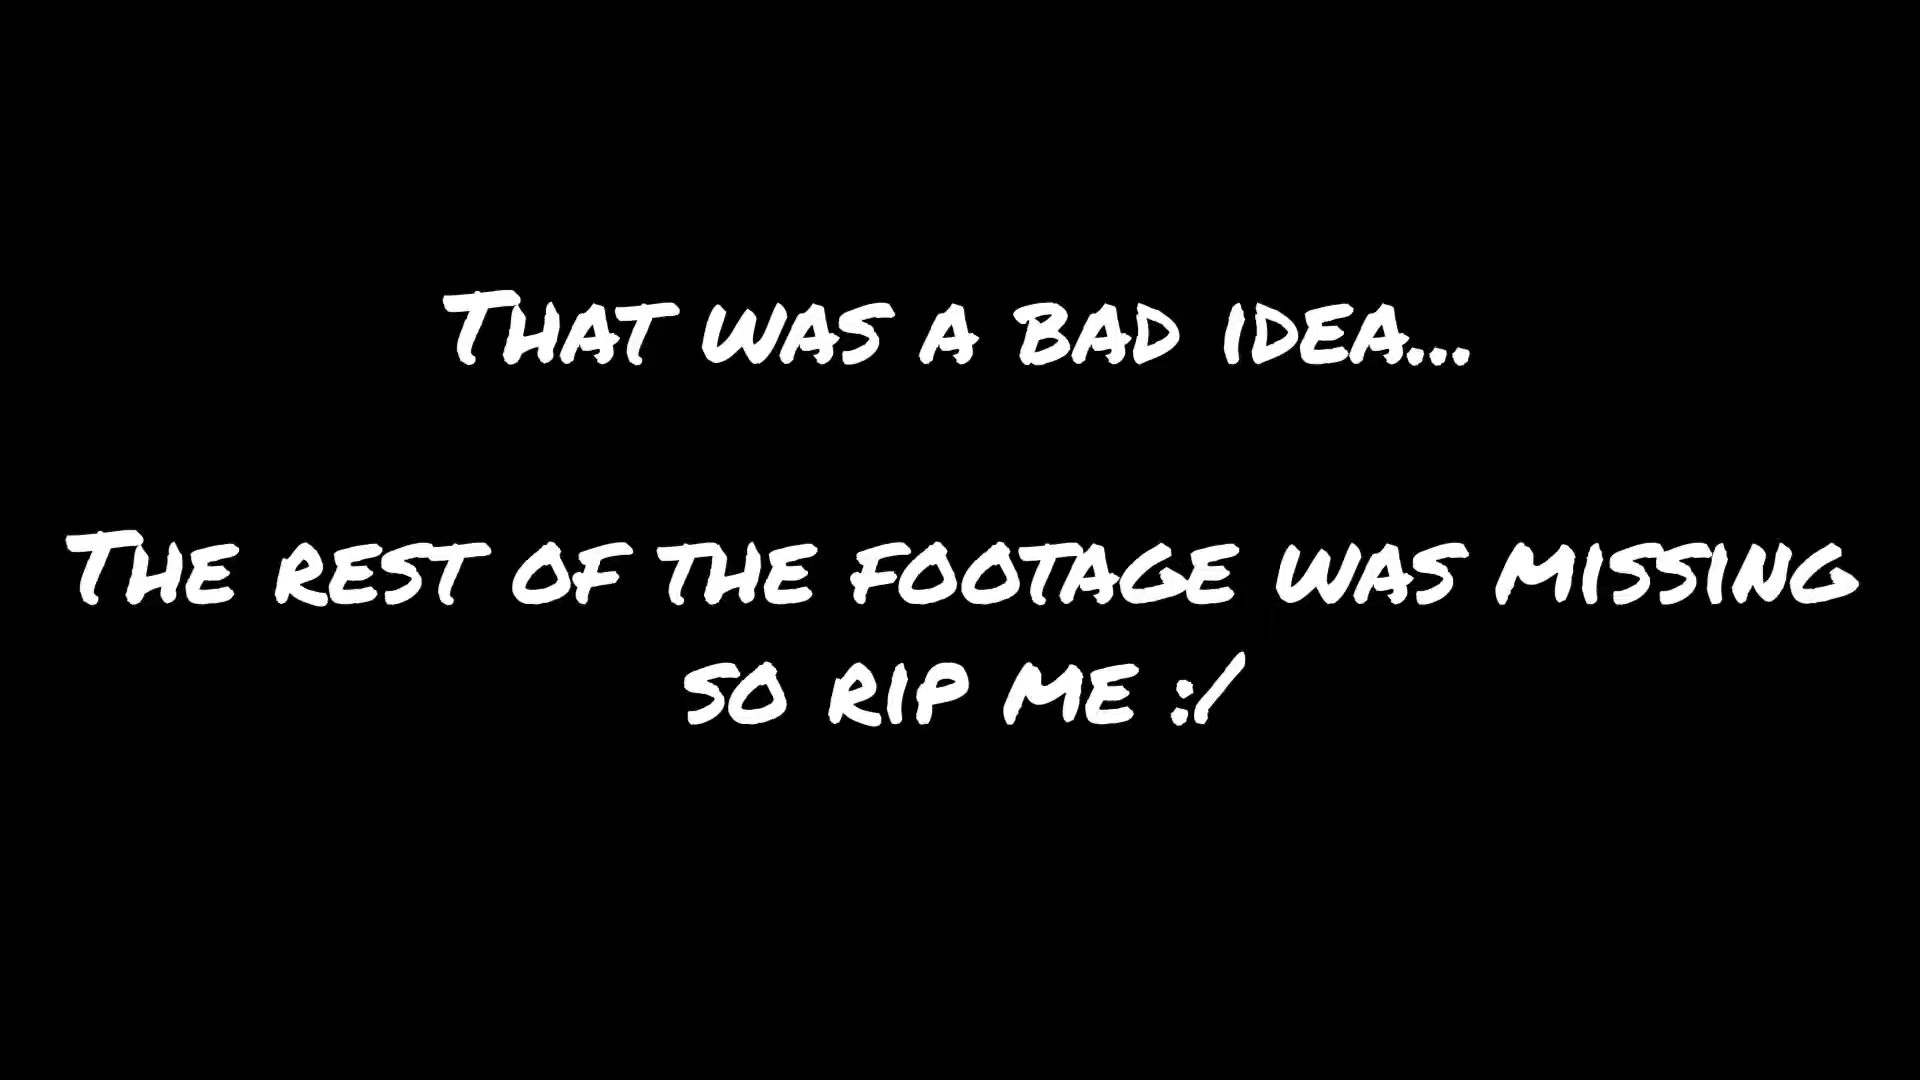 That was a bad idea...
The rest of the footage was missing
so rip me :/